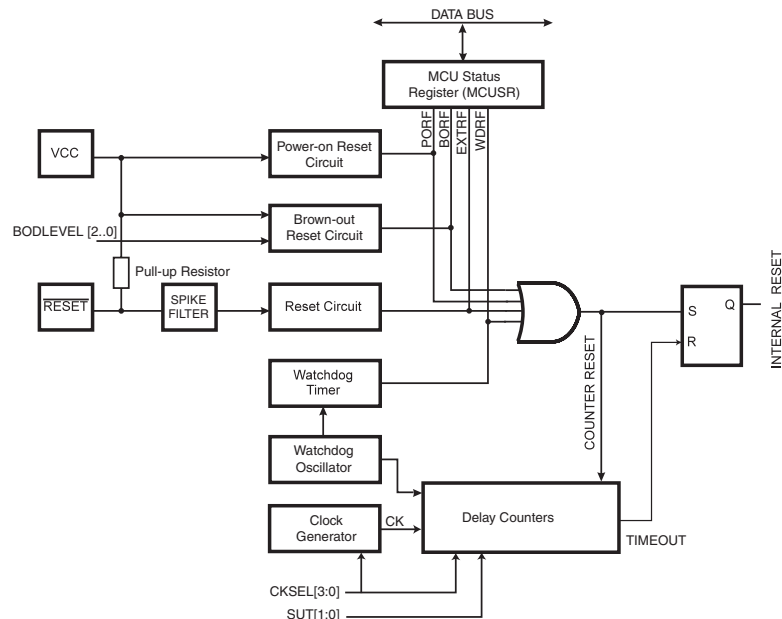 DATA BUS
MCU Status
Register (MCUSR)
PORF
BORF
EXTRF
WDRF
VCC
Power-on Reset
Circuit
BODLEVEL [2..0]
Brown-out
Reset Circuit
Pull-up Resistor
RESET
SPIKE
FILTER
Reset Circuit
S
Q
R
INTERNAL RESET
Watchdog
Timer
COUNTER RESET
Watchdog
Oscillator
Clock
Generator
CK
Delay Counters
TIMEOUT
CKSEL[3:0]
SUT[1:0]